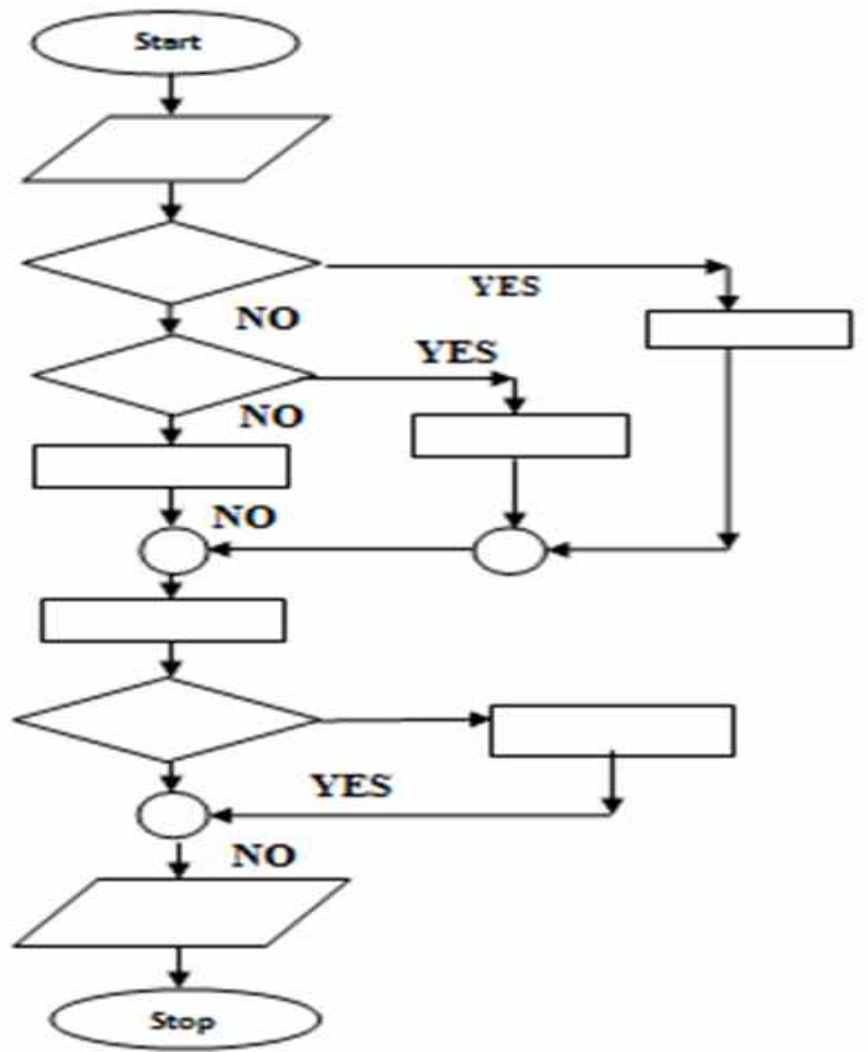 Start
YES
NO
YES
NO
NO
YES
NO
Stop